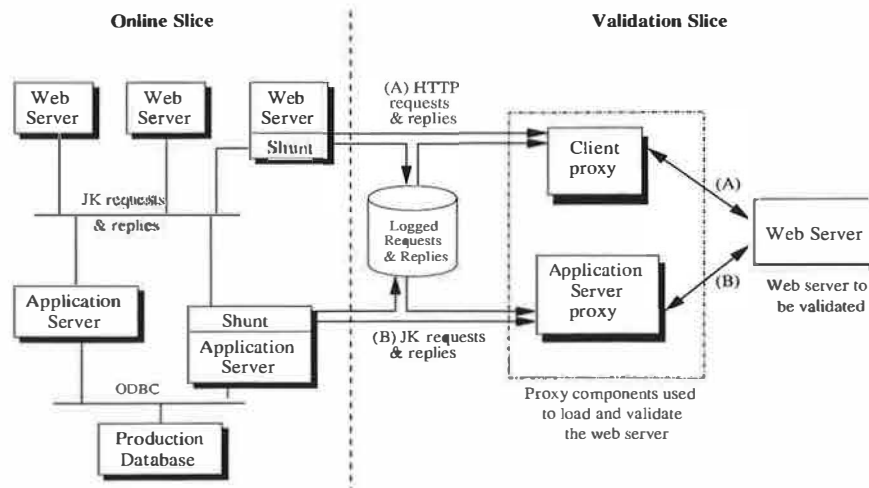 Online Slice
Validation Slice
Web
Server
Web
Server
Web
Server
Shunt
(A) HTTP
requests
& replies
Client
proxy
(A)
JK requests
& replies
Logged
Requests
& Replies
Web Server
Application
Server
proxy
(B)
Web server to
be validated
Application
Server
Shunt
Application
Server
(B) JK requests
& replies
ODBC
Proxy components used
to load and validate
the web server
Production
Database